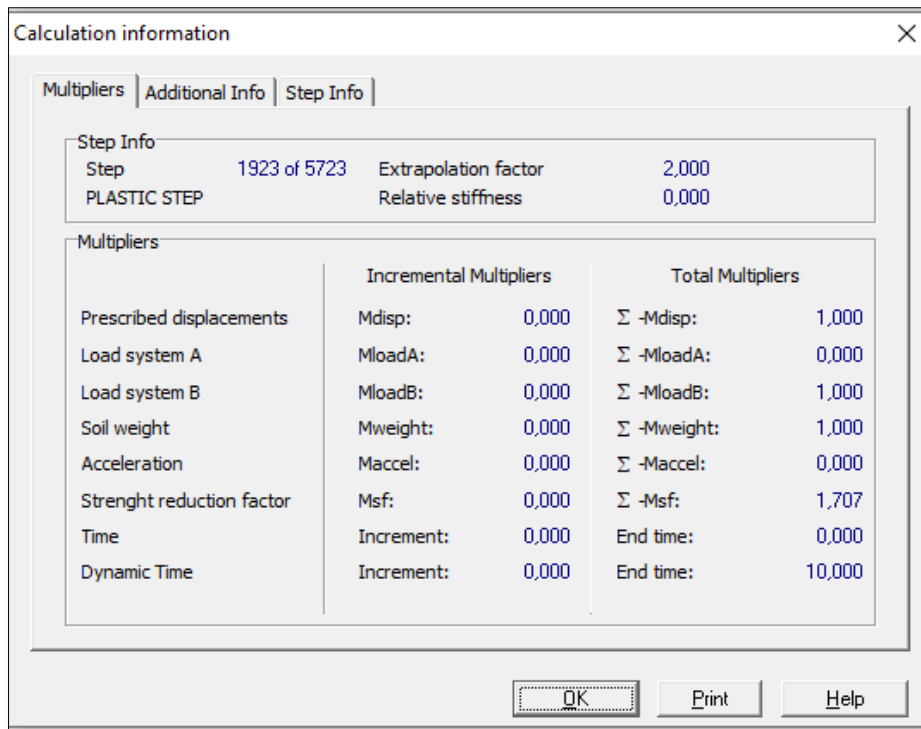 Calculation information
Multipliers Additional Info Step Info
Step Info
Step 1923 of 5723 Extrapolation factor 2,000
PLASTIC STEP Relative stiffness 0,000
Multipliers
Incremental Multipliers Total Multipliers
Prescribed displacements Mdisp: 0,000 Σ -Mdisp: 1,000
Load system A MloadA: 0,000 Σ -MloadA: 0,000
Load system B MloadB: 0,000 Σ -MloadB: 1,000
Soil weight Mweight: 0,000 Σ -Mweight: 1,000
Acceleration Maccel: 0,000 Σ -Maccel: 0,000
Strenght reduction factor Msf: 0,000 Σ -Msf: 1,707
Time Increment: 0,000 End time: 0,000
Dynamic Time Increment: 0,000 End time: 10,000
OK Print Help